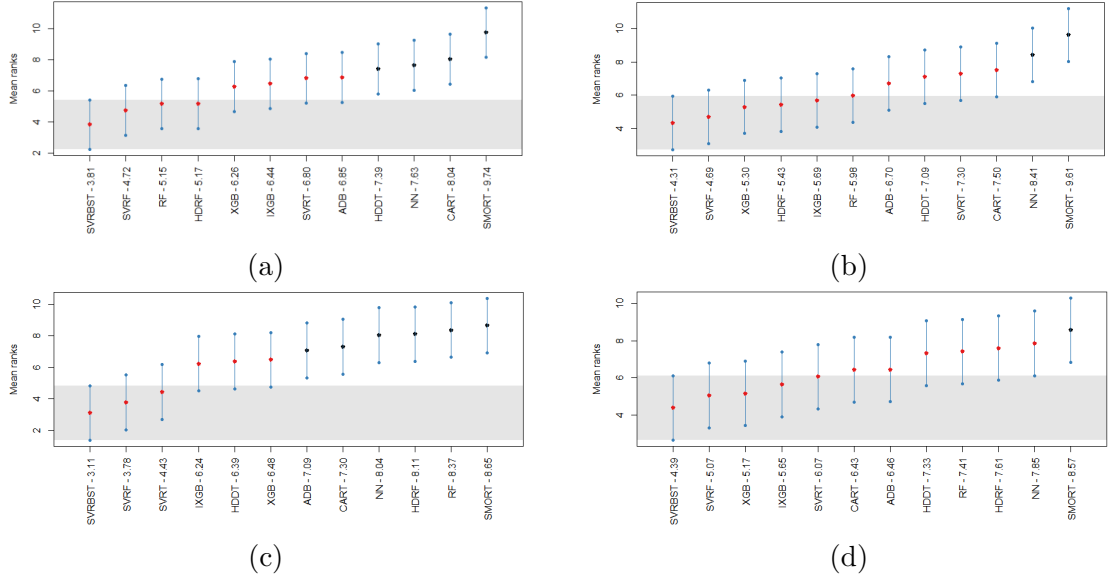 Mean ranks
10
8
6
4
2
SVRBST - 3.81
SVRF - 4.72
RF - 5.15
HDRF - 5.17
XGB - 6.26
IXGB - 6.44
SVRT - 6.80
ADB - 6.85
HDDT - 7.39
NN - 7.63
CART - 8.04
SMORT - 9.74
(a)
Mean ranks
10
8
6
4
SVRBST - 4.31
SVRF - 4.69
XGB - 5.30
HDRF - 5.43
IXGB - 5.69
RF - 5.98
ADB - 6.70
HDDT - 7.09
SVRT - 7.30
CART - 7.50
NN - 8.41
SMORT - 9.61
(b)
Mean ranks
10
8
6
4
2
SVRBST - 3.11
SVRF - 3.78
SVRT - 4.43
IXGB - 6.24
HDDT - 6.39
XGB - 6.48
ADB - 7.09
CART - 7.30
NN - 8.04
HDRF - 8.11
RF - 8.37
SMORT - 8.65
(c)
Mean ranks
10
8
6
4
SVRBST - 4.39
SVRF - 5.07
XGB - 5.17
IXGB - 5.65
SVRT - 6.07
CART - 6.43
ADB - 6.46
HDDT - 7.33
RF - 7.41
HDRF - 7.61
NN - 7.85
SMORT - 8.57
(d)